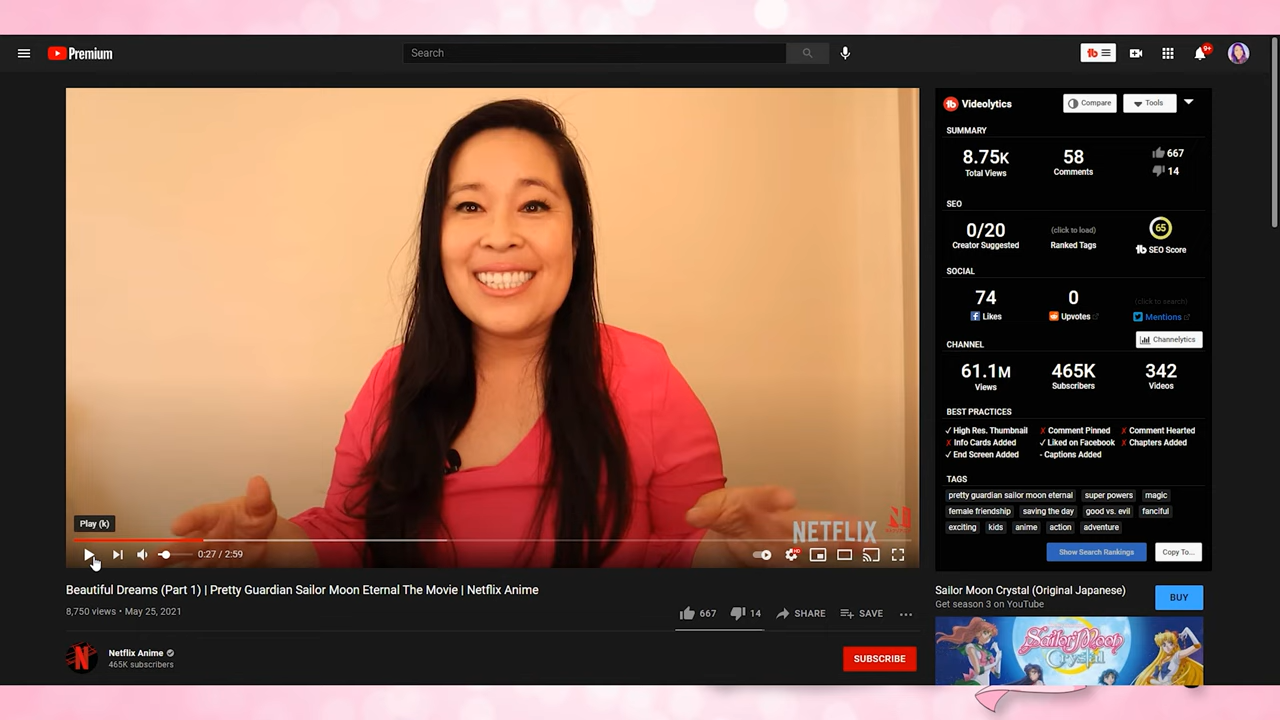 Premium
Search
9+
Play (k)
NETFLIX
0:27 / 2:59
HD
Beautiful Dreams (Part 1) | Pretty Guardian Sailor Moon Eternal The Movie | Netflix Anime
8,750 views • May 25, 2021
667
14
SHARE
SAVE
Netflix Anime
465K subscribers
SUBSCRIBE
Videolytics
Compare
Tools
SUMMARY
8.75K
Total Views
58
Comments
667
14
SEO
0/20
Creator Suggested
(click to load)
Ranked Tags
65
tb SEO Score
SOCIAL
74
Likes
0
Upvotes
(click to search)
Mentions
CHANNEL
Channelytics
61.1M
Views
465K
Subscribers
342
Videos
BEST PRACTICES
✓ High Res. Thumbnail ✗ Comment Pinned ✗ Comment Hearted
✗ Info Cards Added ✓ Liked on Facebook ✗ Chapters Added
✓ End Screen Added - Captions Added
TAGS
pretty guardian sailor moon eternal super powers magic
female friendship saving the day good vs. evil fanciful
exciting kids anime action adventure
Show Search Rankings
Copy To...
Sailor Moon Crystal (Original Japanese)
Get season 3 on YouTube
BUY
Sailor Moon
Crystal